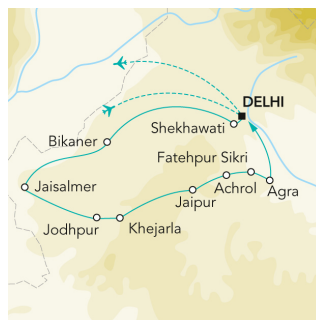 DELHI
Shekhawati
Bikaner
Fatehpur Sikri
Jaisalmer
Achrol
Agra
Jaipur
Jodhpur
Khejarla